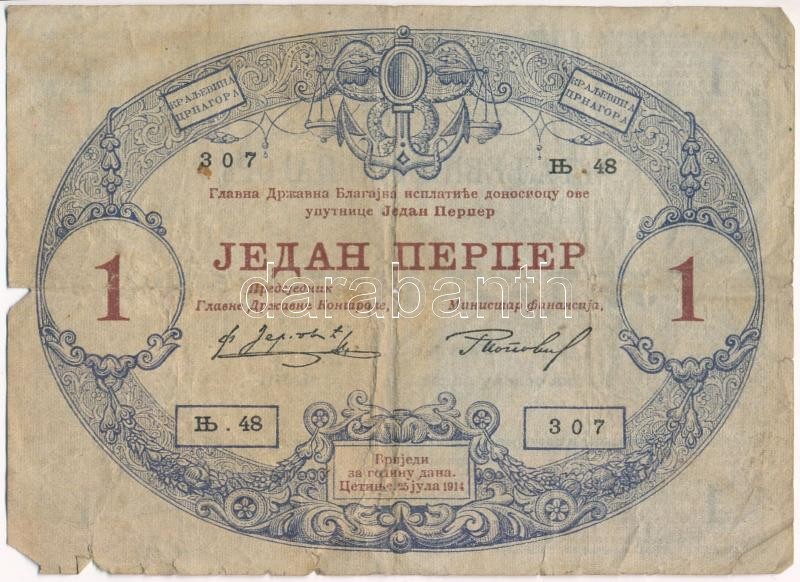 КРАЉЕВИНА
ЦРНАГОРА
КРАЉЕВИНА
ЦРНАГОРА
307
Њ. 48
Главна Државна Благајна исплатиће доносиоцу ове
упутнице Један Перпер
1
ЈЕДАН ПЕРПЕР
1
Предсједник
Главне Државне Контроле,
Министар финансија,
darabanth
Њ. 48
307
Вриједи
за годину дана.
Цетиње, 25 јула 1914